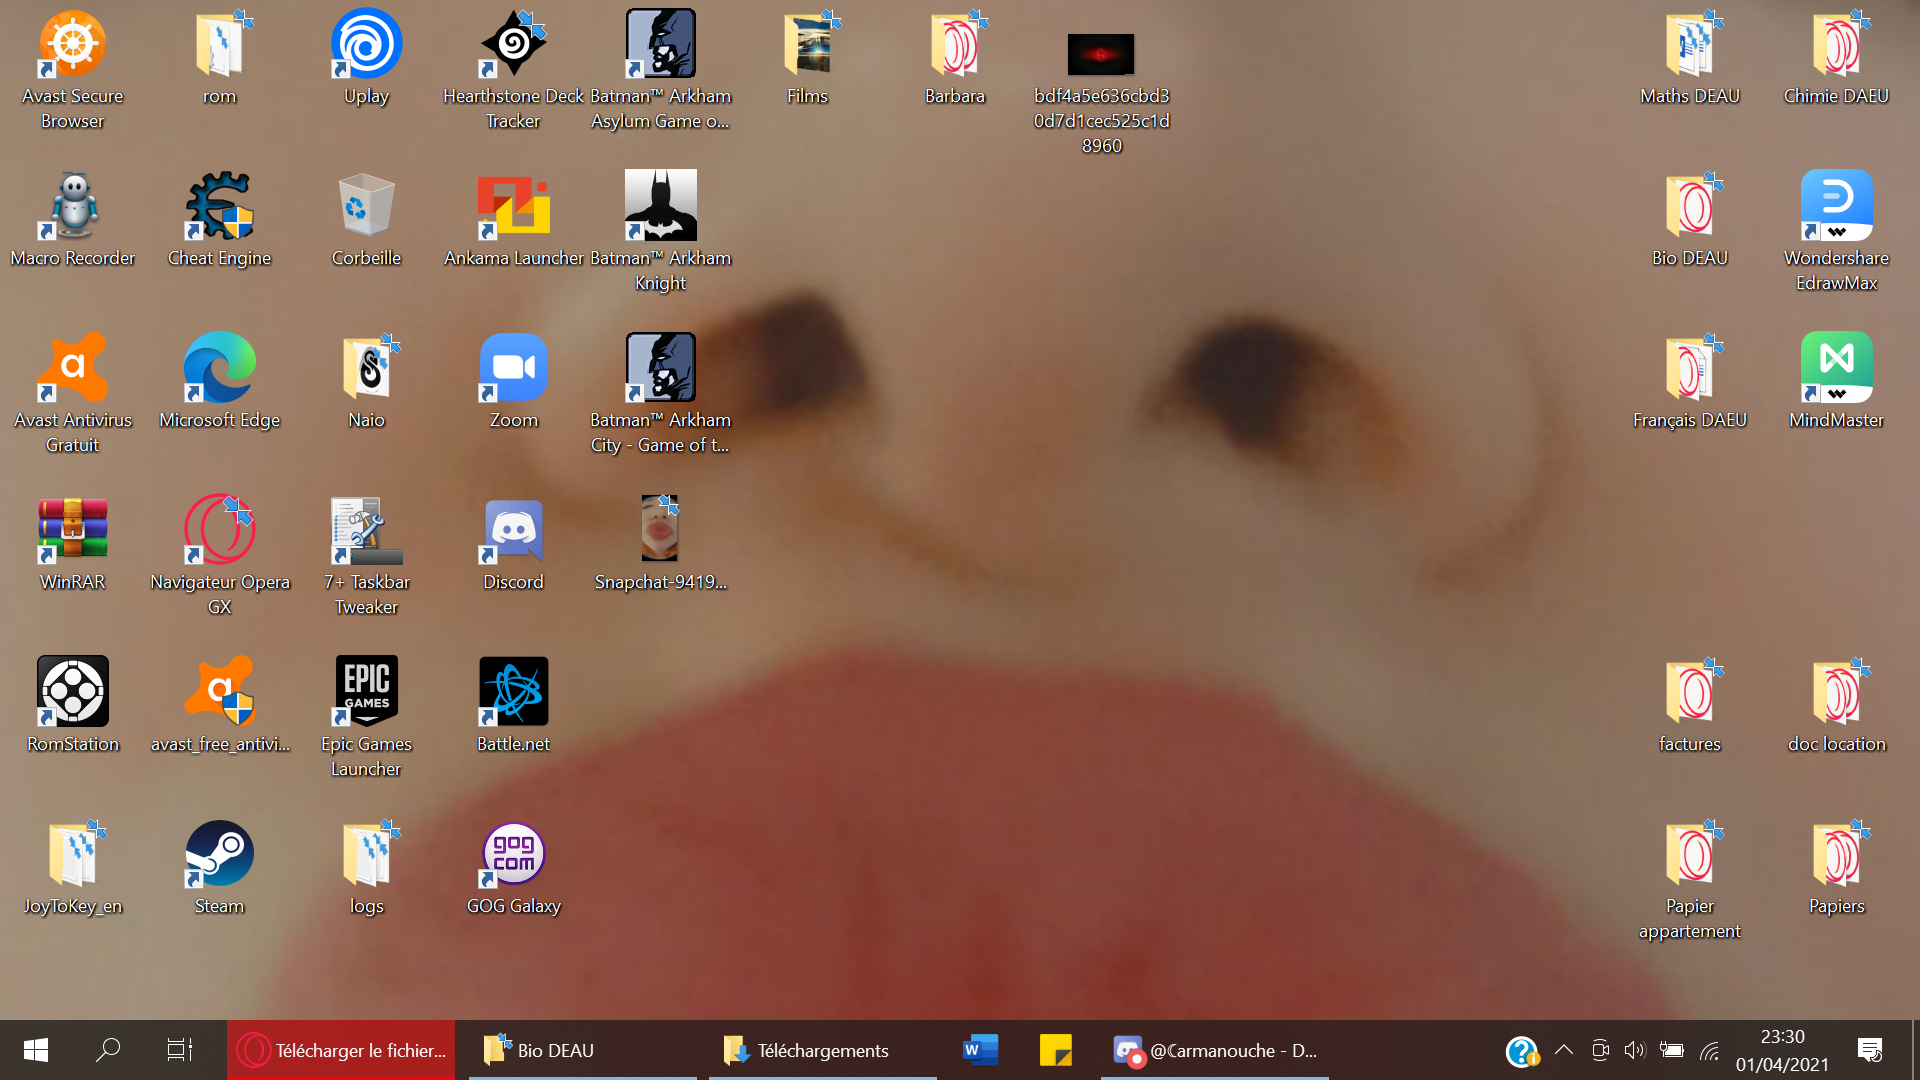 Avast Secure
Browser
rom
Uplay
Hearthstone Deck
Tracker
Batman™ Arkham
Asylum Game o...
Films
Barbara
bdf4a5e636cbd3
0d7d1cec525c1d
8960
Maths DEAU
Chimie DAEU
Macro Recorder
Cheat Engine
Corbeille
Ankama Launcher
Batman™ Arkham
Knight
Bio DEAU
Wondershare
EdrawMax
Avast Antivirus
Gratuit
Microsoft Edge
Naio
Zoom
Batman™ Arkham
City - Game of t...
Français DAEU
MindMaster
WinRAR
Navigateur Opera
GX
7+ Taskbar
Tweaker
Discord
Snapchat-9419...
EPIC
GAMES
RomStation
avast_free_antivi...
Epic Games
Launcher
Battle.net
factures
doc location
gog
com
JoyToKey_en
Steam
logs
GOG Galaxy
Papier
appartement
Papiers
Télécharger le fichier...
Bio DEAU
Téléchargements
W
@ℂarmanouche - D...
23:30
01/04/2021